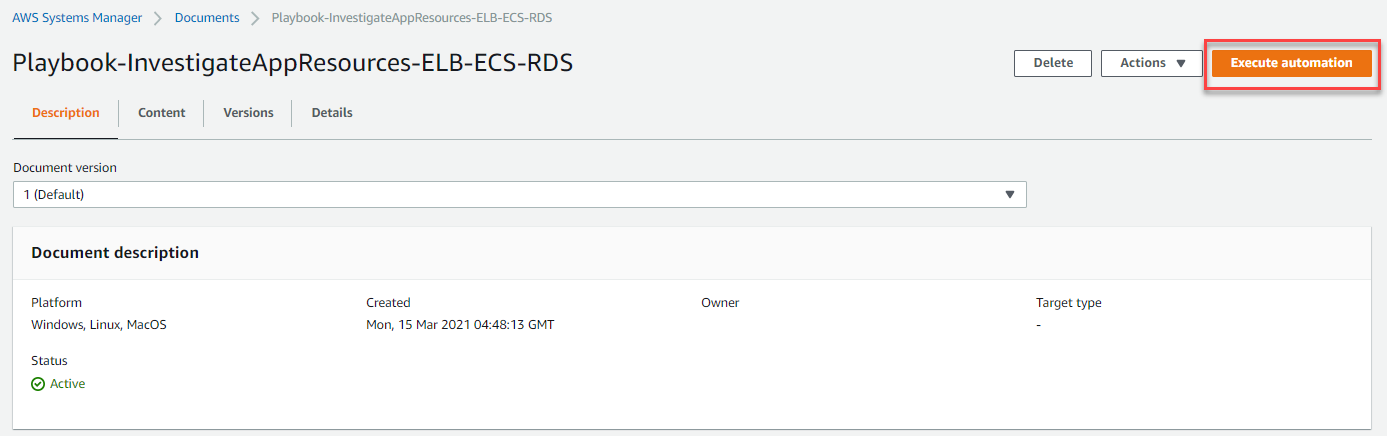 AWS Systems Manager > Documents > Playbook-InvestigateAppResources-ELB-ECS-RDS
Playbook-InvestigateAppResources-ELB-ECS-RDS
Delete Actions Execute automation
Description Content Versions Details
Document version
1 (Default)
Document description
Platform Created Owner Target type
Windows, Linux, MacOS Mon, 15 Mar 2021 04:48:13 GMT -
Status
Active